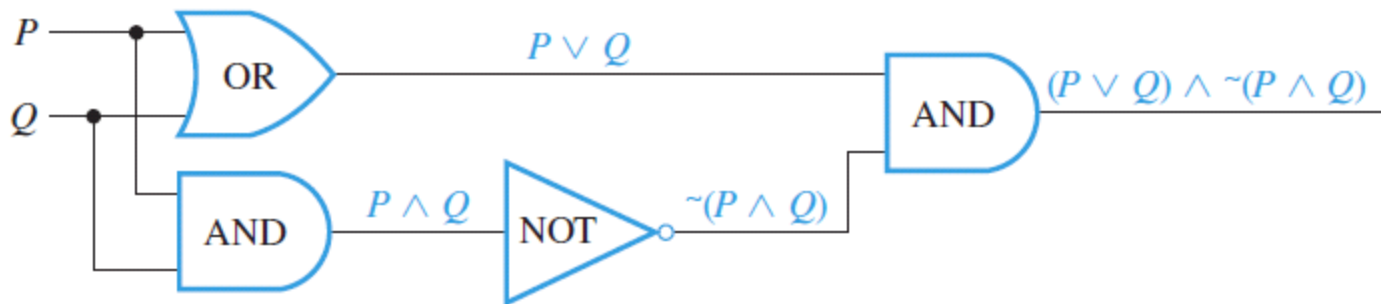 P
OR
P ∨ Q
Q
AND
(P ∨ Q) ∧ ~(P ∧ Q)
AND
P ∧ Q
NOT
~(P ∧ Q)